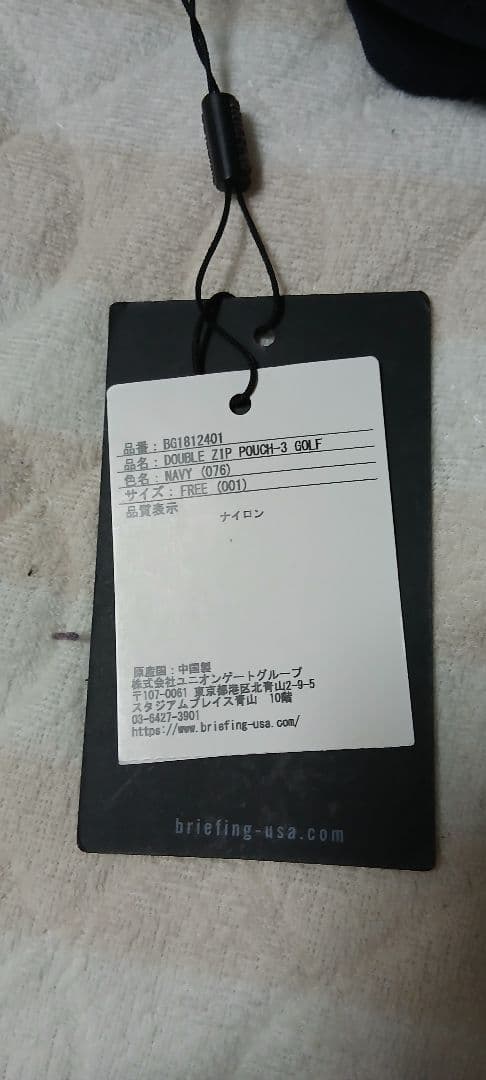 品番：BG1812401
品名：DOUBLE ZIP POUCH-3 GOLF
色名：NAVY (076)
サイズ：FREE (001)
品質表示 ナイロン
原産国：中国製
株式会社ユニオンゲートグループ
〒107-0061 東京都港区北青山2-9-5
スタジアムプレイス青山 10階
03-6427-3901
https://www.briefing-usa.com/
briefing-usa.com